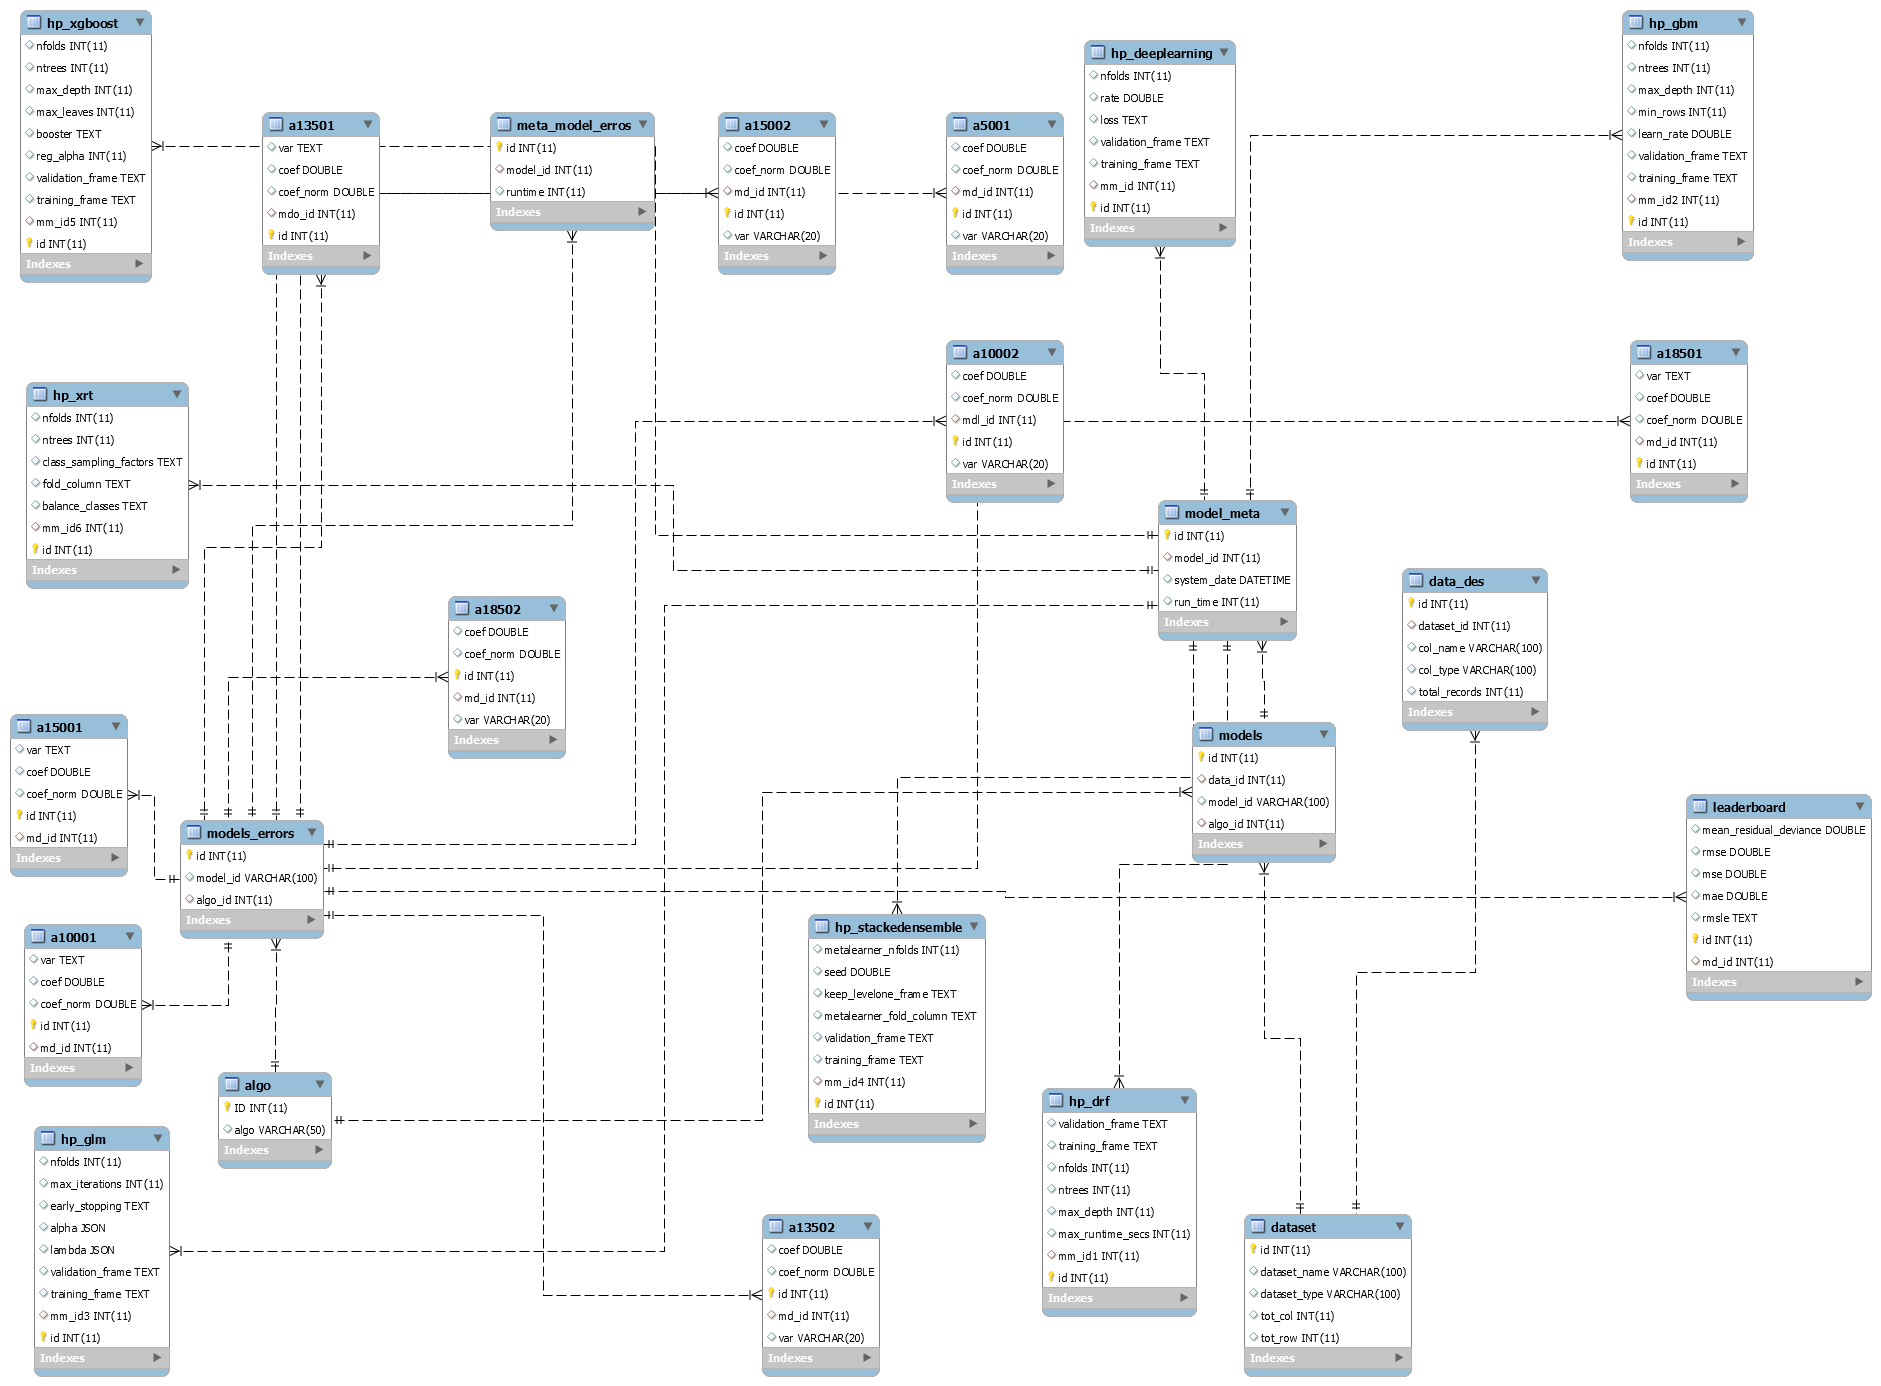 hp_xgboost
nfolds INT(11)
ntrees INT(11)
max_depth INT(11)
max_leaves INT(11)
booster TEXT
reg_alpha INT(11)
validation_frame TEXT
training_frame TEXT
mm_id5 INT(11)
id INT(11)
Indexes
a13501
var TEXT
coef DOUBLE
coef_norm DOUBLE
mdo_id INT(11)
id INT(11)
Indexes
meta_model_erros
id INT(11)
model_id INT(11)
runtime INT(11)
Indexes
a15002
coef DOUBLE
coef_norm DOUBLE
md_id INT(11)
id INT(11)
var VARCHAR(20)
Indexes
a5001
coef DOUBLE
coef_norm DOUBLE
md_id INT(11)
id INT(11)
var VARCHAR(20)
Indexes
hp_deeplearning
nfolds INT(11)
rate DOUBLE
loss TEXT
validation_frame TEXT
training_frame TEXT
mm_id INT(11)
id INT(11)
Indexes
hp_gbm
nfolds INT(11)
ntrees INT(11)
max_depth INT(11)
min_rows INT(11)
learn_rate DOUBLE
validation_frame TEXT
training_frame TEXT
mm_id2 INT(11)
id INT(11)
Indexes
hp_xrt
nfolds INT(11)
ntrees INT(11)
class_sampling_factors TEXT
fold_column TEXT
balance_classes TEXT
mm_id6 INT(11)
id INT(11)
Indexes
a10002
coef DOUBLE
coef_norm DOUBLE
mdl_id INT(11)
id INT(11)
var VARCHAR(20)
Indexes
a18501
var TEXT
coef DOUBLE
coef_norm DOUBLE
md_id INT(11)
id INT(11)
Indexes
model_meta
id INT(11)
model_id INT(11)
system_date DATETIME
run_time INT(11)
Indexes
data_des
id INT(11)
dataset_id INT(11)
col_name VARCHAR(100)
col_type VARCHAR(100)
total_records INT(11)
Indexes
a18502
coef DOUBLE
coef_norm DOUBLE
id INT(11)
md_id INT(11)
var VARCHAR(20)
Indexes
a15001
var TEXT
coef DOUBLE
coef_norm DOUBLE
id INT(11)
md_id INT(11)
Indexes
models
id INT(11)
data_id INT(11)
model_id VARCHAR(100)
algo_id INT(11)
Indexes
leaderboard
mean_residual_deviance DOUBLE
rmse DOUBLE
mse DOUBLE
mae DOUBLE
rmsle TEXT
id INT(11)
md_id INT(11)
Indexes
models_errors
id INT(11)
model_id VARCHAR(100)
algo_id INT(11)
Indexes
a10001
var TEXT
coef DOUBLE
coef_norm DOUBLE
id INT(11)
md_id INT(11)
Indexes
hp_stackedensemble
metalearner_nfolds INT(11)
seed DOUBLE
keep_levelone_frame TEXT
metalearner_fold_column TEXT
validation_frame TEXT
training_frame TEXT
mm_id4 INT(11)
id INT(11)
Indexes
algo
ID INT(11)
algo VARCHAR(50)
Indexes
hp_drf
validation_frame TEXT
training_frame TEXT
nfolds INT(11)
ntrees INT(11)
max_depth INT(11)
max_runtime_secs INT(11)
mm_id1 INT(11)
id INT(11)
Indexes
hp_glm
nfolds INT(11)
max_iterations INT(11)
early_stopping TEXT
alpha JSON
lambda JSON
validation_frame TEXT
training_frame TEXT
mm_id3 INT(11)
id INT(11)
Indexes
a13502
coef DOUBLE
coef_norm DOUBLE
id INT(11)
md_id INT(11)
var VARCHAR(20)
Indexes
dataset
id INT(11)
dataset_name VARCHAR(100)
dataset_type VARCHAR(100)
tot_col INT(11)
tot_row INT(11)
Indexes